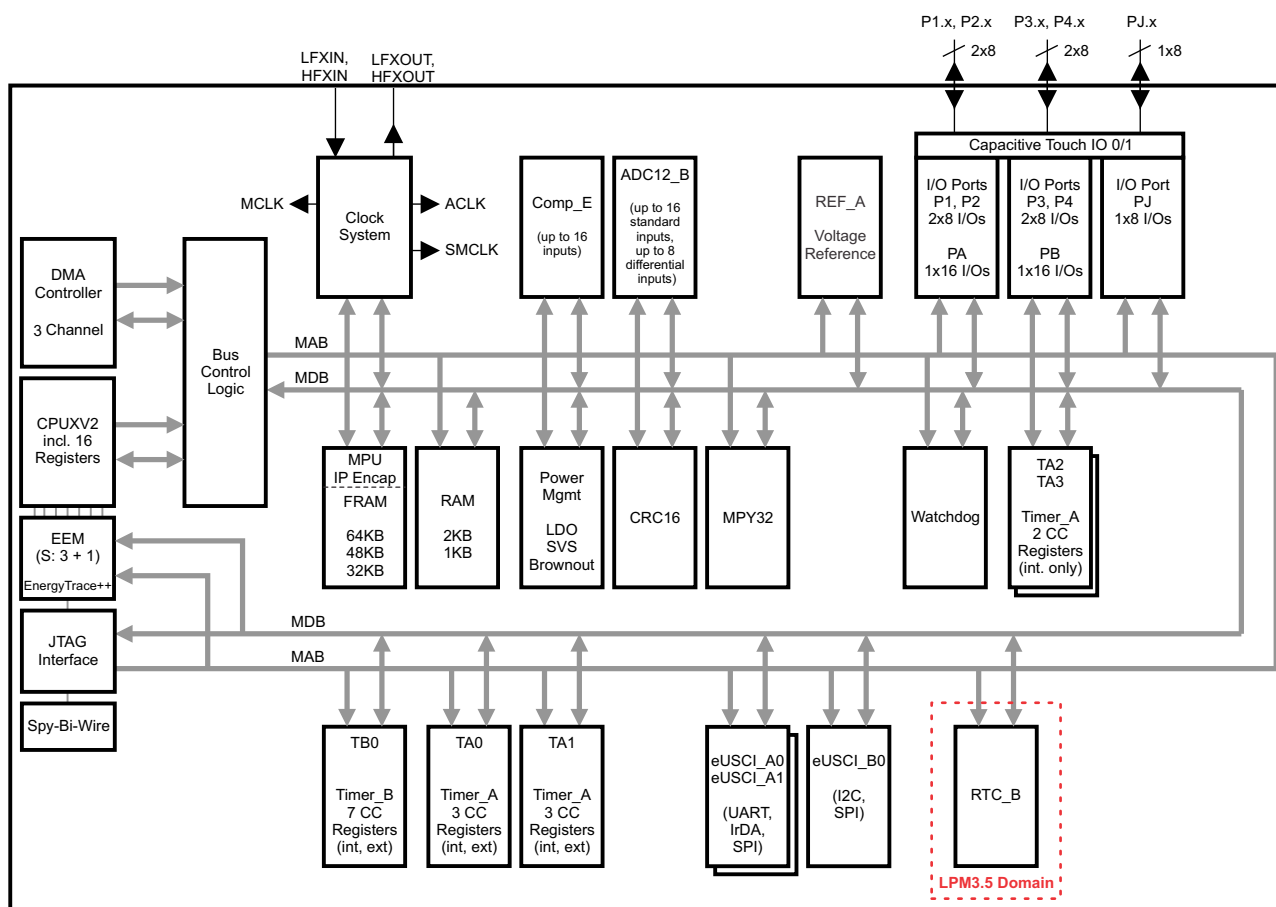 P1.x, P2.x
P3.x, P4.x
PJ.x
2x8
2x8
1x8
LFXIN,
HFXIN
LFXOUT,
HFXOUT
Capacitive Touch IO 0/1
MCLK
Clock
System
ACLK
SMCLK
Comp_E
(up to 16
inputs)
ADC12_B
(up to 16
standard
inputs,
up to 8
differential
inputs)
REF_A
Voltage
Reference
I/O Ports
P1, P2
2x8 I/Os
PA
1x16 I/Os
I/O Ports
P3, P4
2x8 I/Os
PB
1x16 I/Os
I/O Port
PJ
1x8 I/Os
DMA
Controller
3 Channel
Bus
Control
Logic
MAB
MDB
CPUXV2
incl. 16
Registers
MPU
IP Encap
FRAM
64KB
48KB
32KB
RAM
2KB
1KB
Power
Mgmt
LDO
SVS
Brownout
CRC16
MPY32
Watchdog
TA2
TA3
Timer_A
2 CC
Registers
(int. only)
EEM
(S: 3 + 1)
EnergyTrace++
MDB
MAB
JTAG
Interface
Spy-Bi-Wire
TB0
Timer_B
7 CC
Registers
(int, ext)
TA0
Timer_A
3 CC
Registers
(int, ext)
TA1
Timer_A
3 CC
Registers
(int, ext)
eUSCI_A0
eUSCI_A1
(UART,
IrDA,
SPI)
eUSCI_B0
(I2C,
SPI)
RTC_B
LPM3.5 Domain